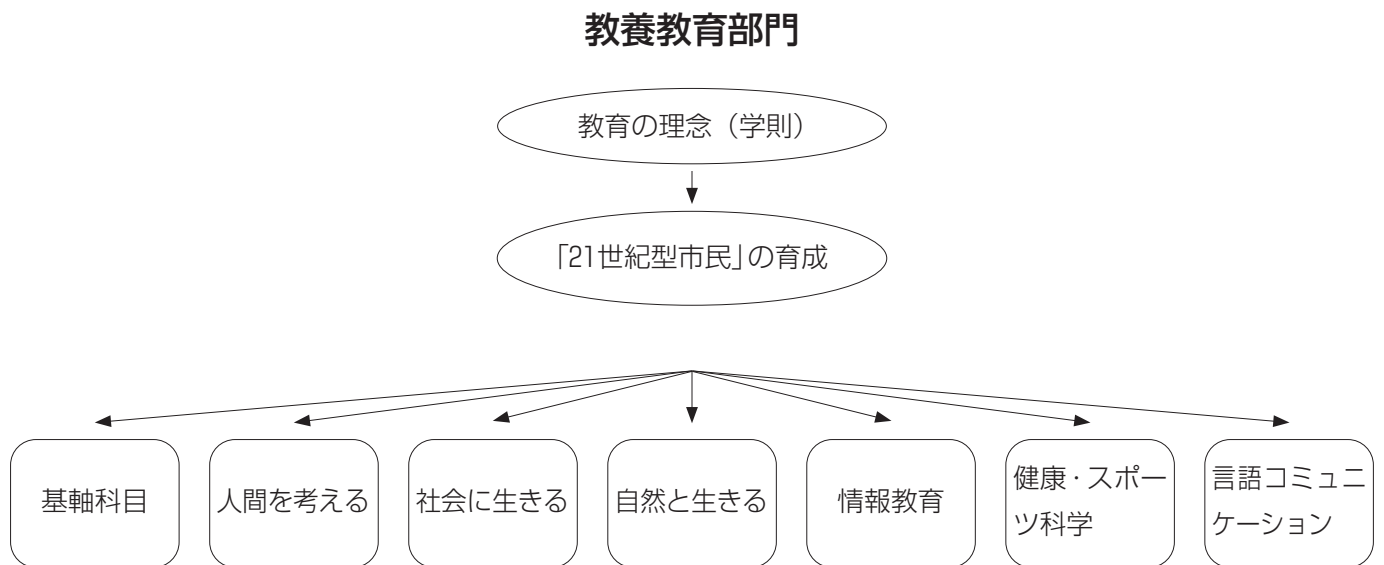 教養教育部門
教育の理念（学則）
「21世紀型市民」の育成
基軸科目
人間を考える
社会に生きる
自然と生きる
情報教育
健康・スポー
ツ科学
言語コミュニ
ケーション